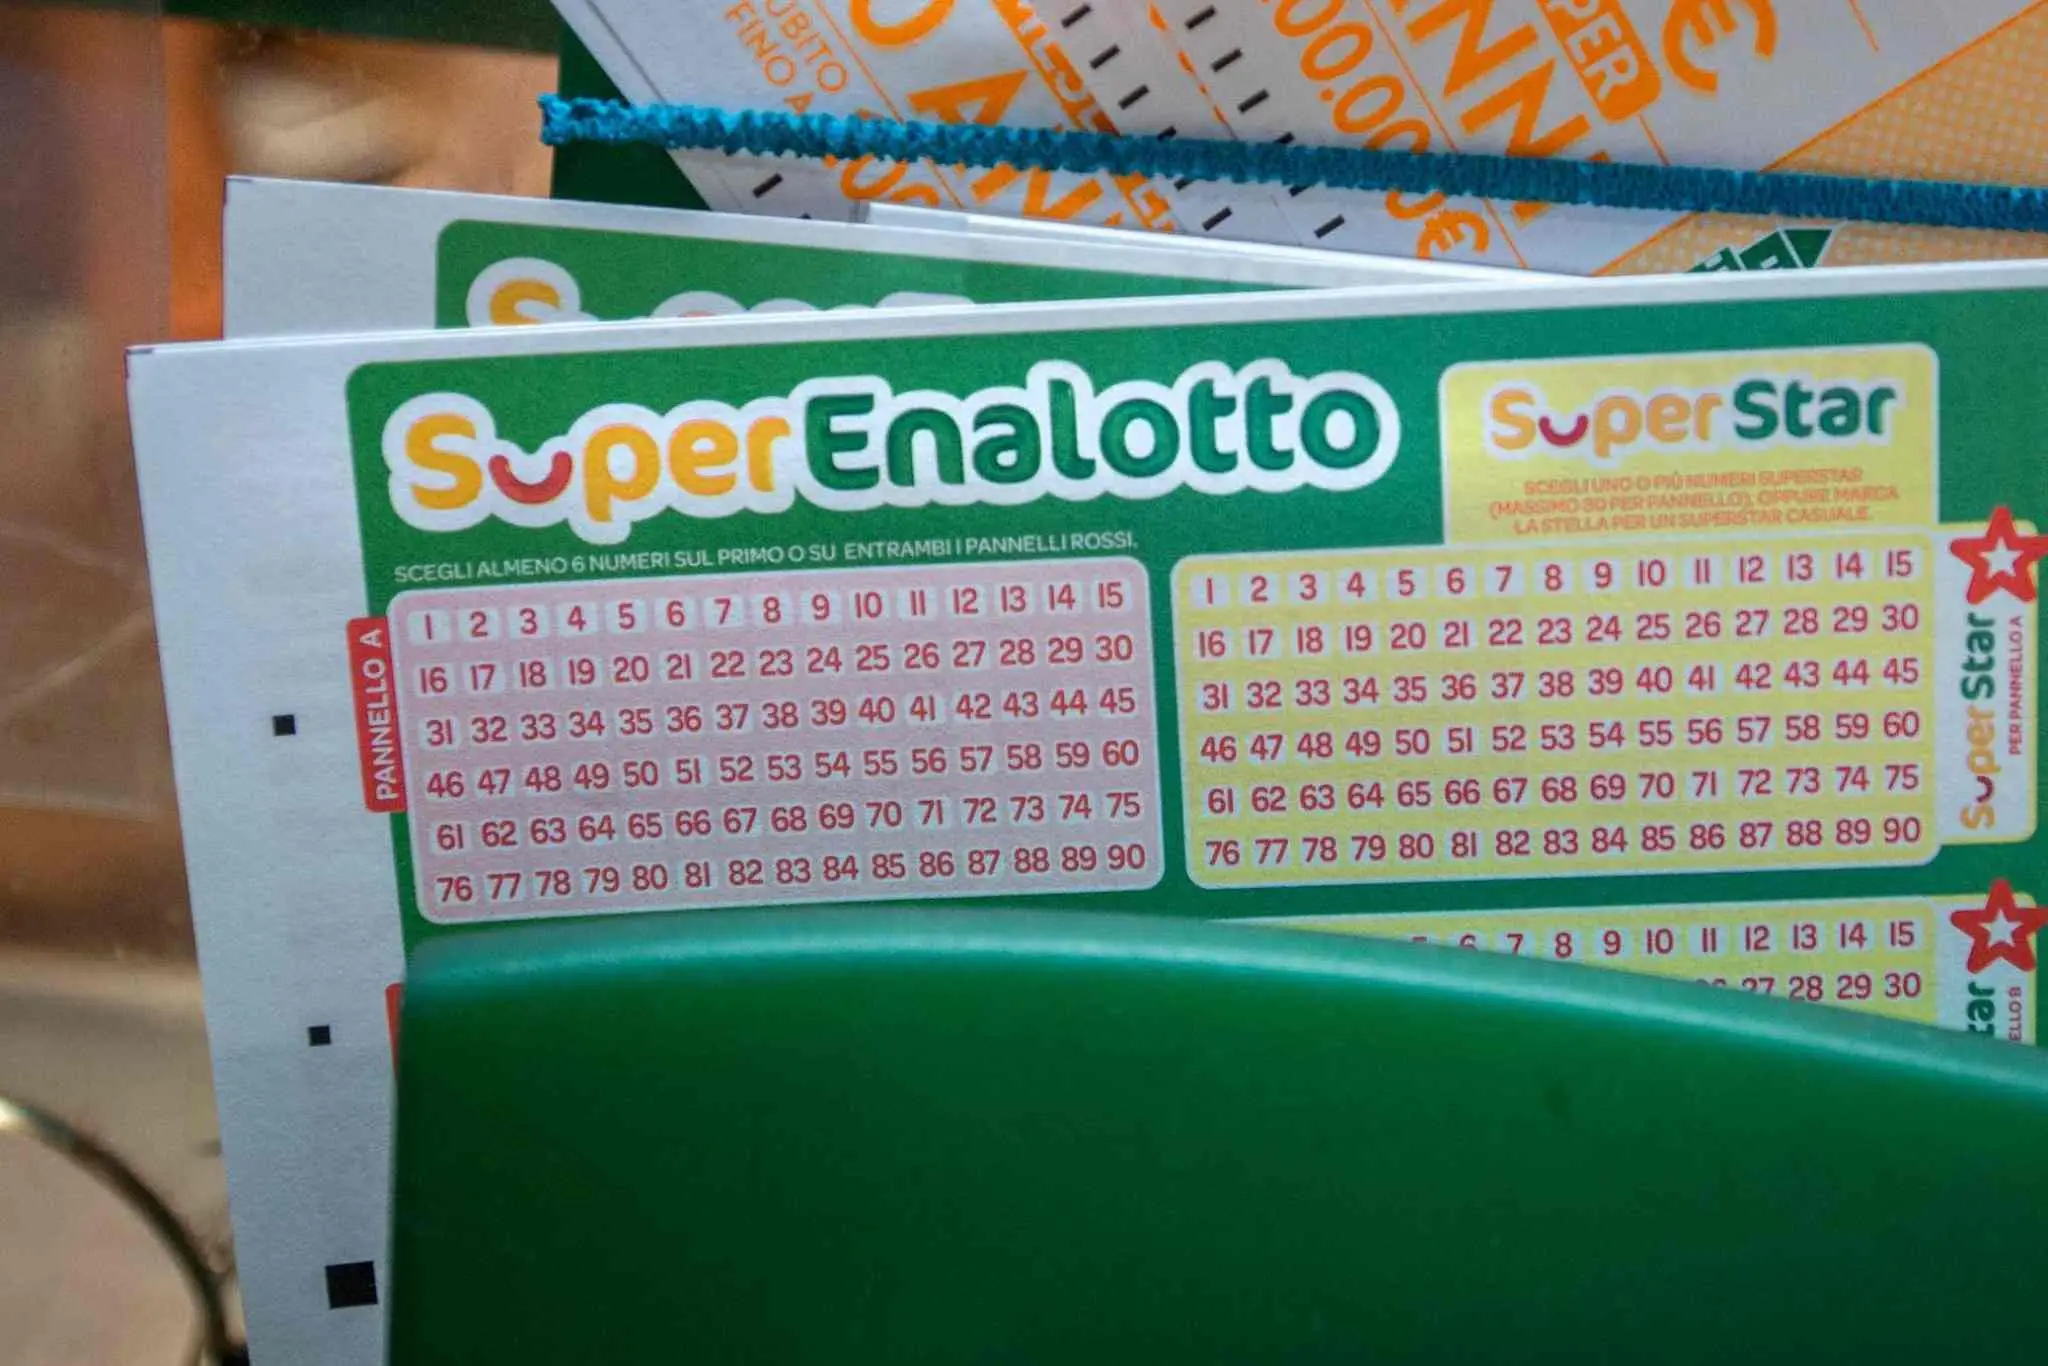 UBITO
FINO A
O A
ANN
00.000€
NNI
PER
€
Super
SuperEnalotto
SuperStar
SCEGLI UNO O PIÙ NUMERI SUPERSTAR
(MASSIMO 30 PER PANNELLO), OPPURE MARCA
LA STELLA PER UN SUPERSTAR CASUALE.
SCEGLI ALMENO 6 NUMERI SUL PRIMO O SU ENTRAMBI I PANNELLI ROSSI.
PANNELLO A
1 2 3 4 5 6 7 8 9 10 11 12 13 14 15
16 17 18 19 20 21 22 23 24 25 26 27 28 29 30
31 32 33 34 35 36 37 38 39 40 41 42 43 44 45
46 47 48 49 50 51 52 53 54 55 56 57 58 59 60
61 62 63 64 65 66 67 68 69 70 71 72 73 74 75
76 77 78 79 80 81 82 83 84 85 86 87 88 89 90
1 2 3 4 5 6 7 8 9 10 11 12 13 14 15
16 17 18 19 20 21 22 23 24 25 26 27 28 29 30
31 32 33 34 35 36 37 38 39 40 41 42 43 44 45
46 47 48 49 50 51 52 53 54 55 56 57 58 59 60
61 62 63 64 65 66 67 68 69 70 71 72 73 74 75
76 77 78 79 80 81 82 83 84 85 86 87 88 89 90
SuperStar
PER PANNELLO A
6 7 8 9 10 11 12 13 14 15
27 28 29 30
tar
ELLO B